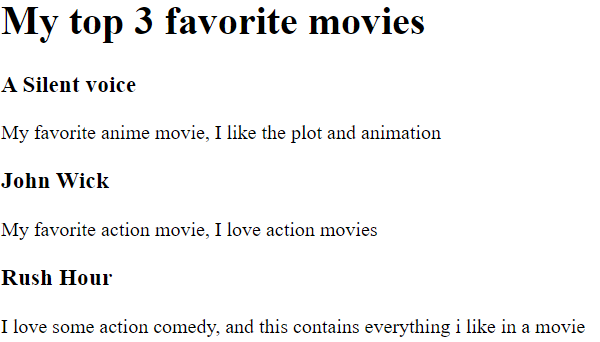 My top 3 favorite movies
A Silent voice
My favorite anime movie, I like the plot and animation
John Wick
My favorite action movie, I love action movies
Rush Hour
I love some action comedy, and this contains everything i like in a movie